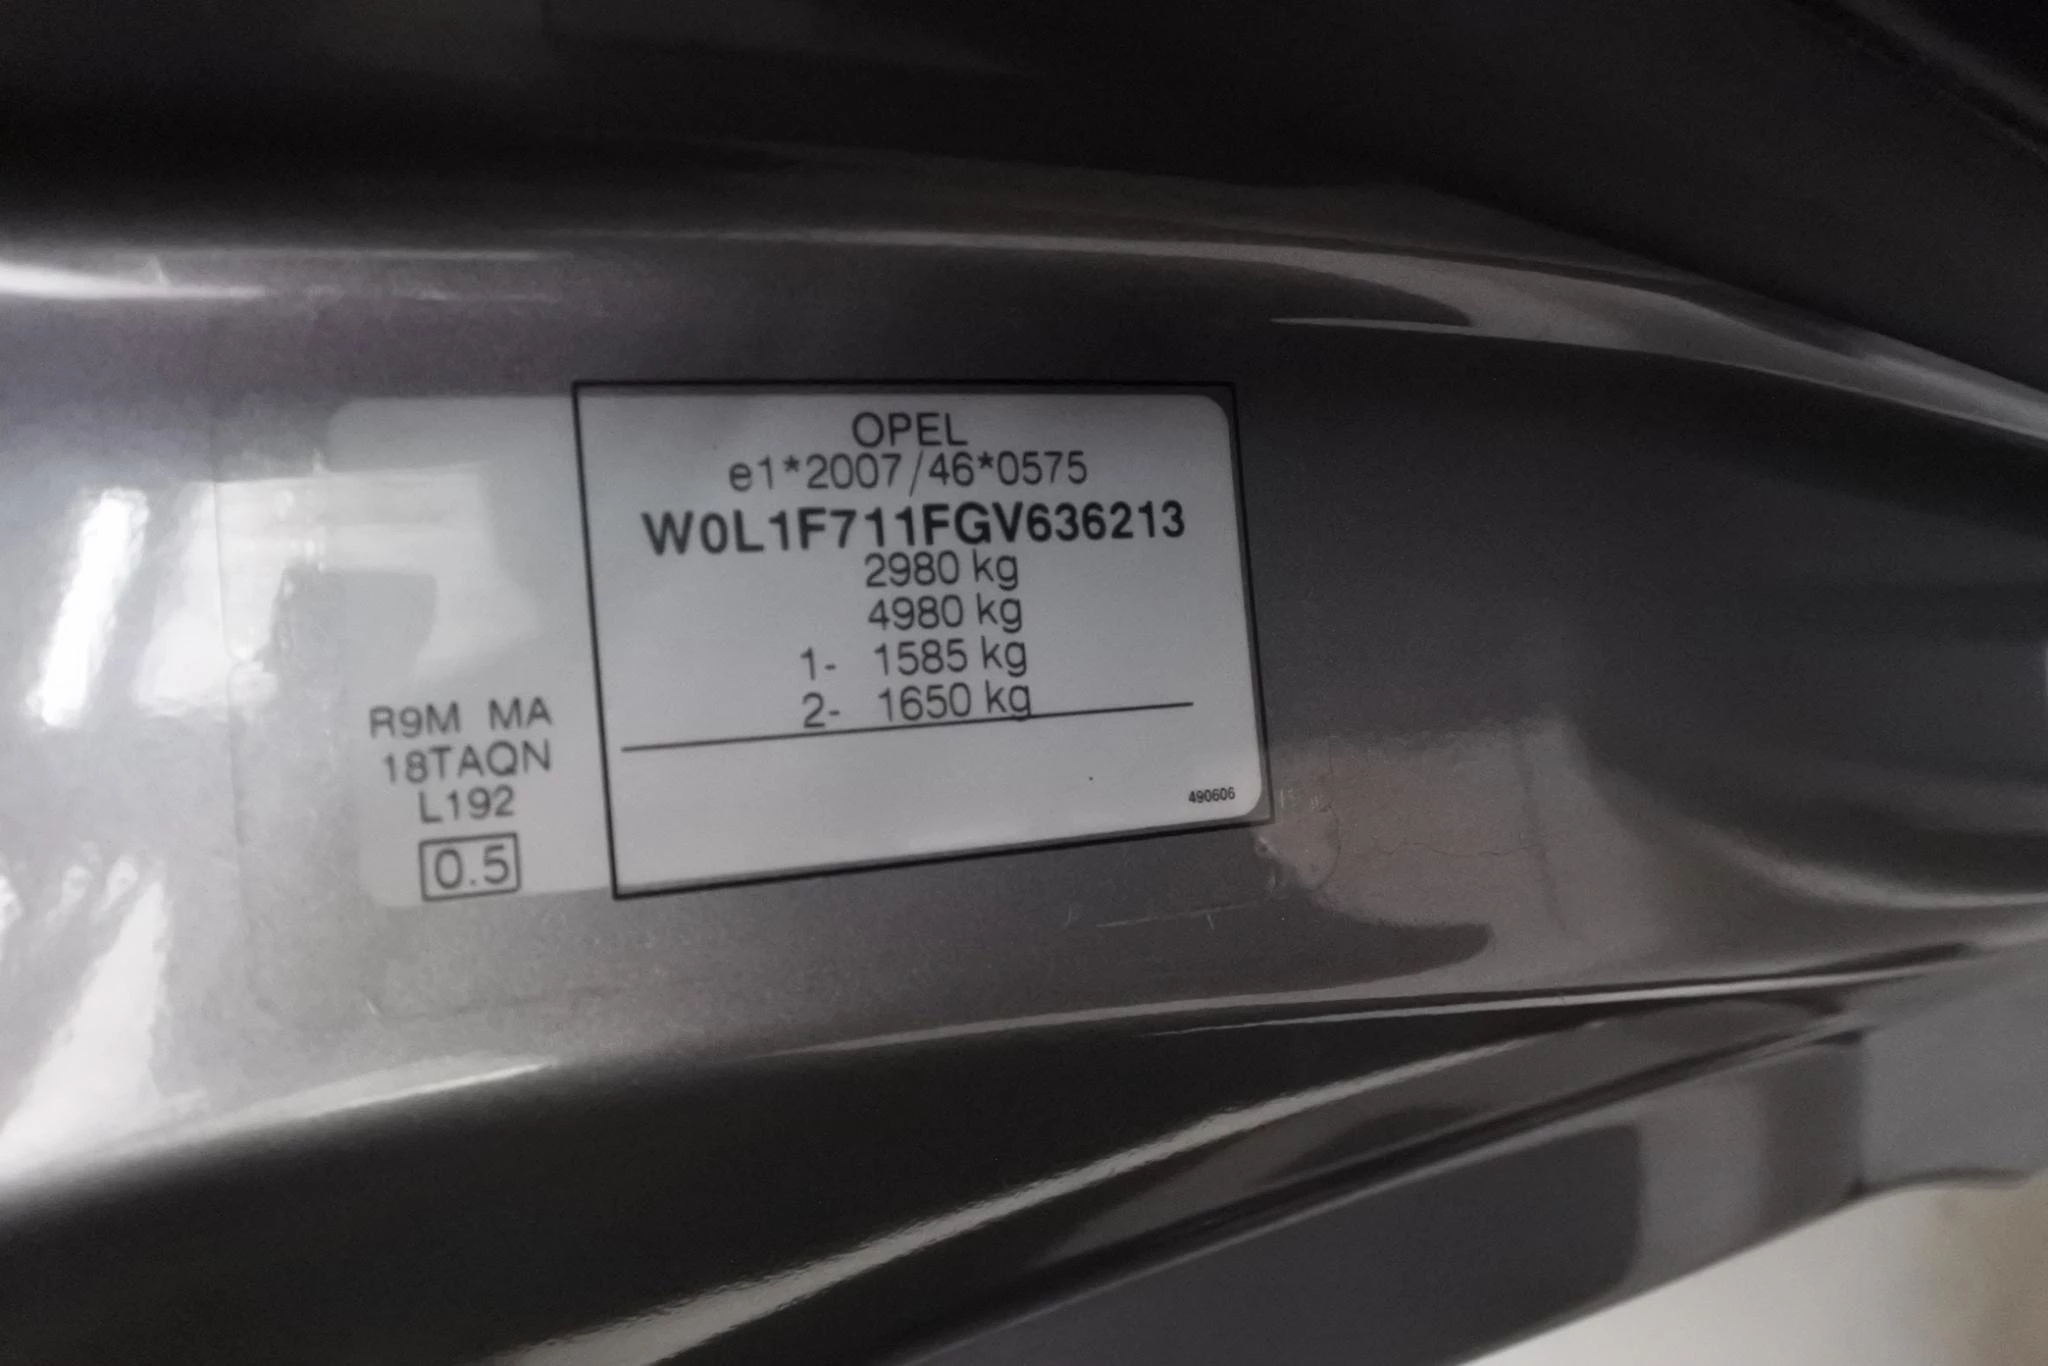 OPEL
e1*2007/46*0575
W0L1F711FGV636213
2980 kg
4980 kg
1- 1585 kg
2- 1650 kg
490606
R9M MA
18TAQN
L192
0.5